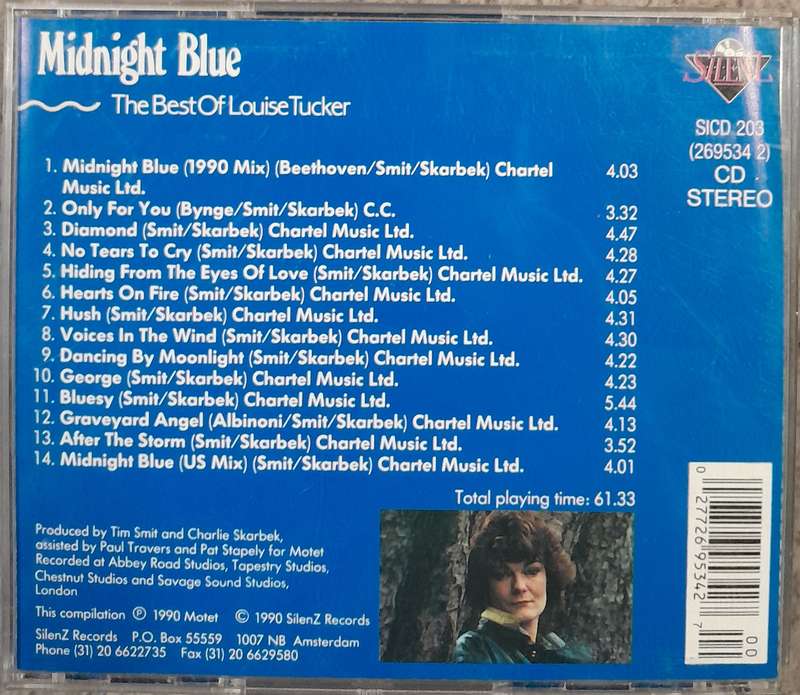 Midnight Blue
The Best Of Louise Tucker
SILENZ
SICD 203
(269534 2)
CD
STEREO
1. Midnight Blue (1990 Mix) (Beethoven/Smit/Skarbek) Chartel 4.03
Music Ltd.
2. Only For You (Bynge/Smit/Skarbek) C.C. 3.32
3. Diamond (Smit/Skarbek) Chartel Music Ltd. 4.47
4. No Tears To Cry (Smit/Skarbek) Chartel Music Ltd. 4.28
5. Hiding From The Eyes Of Love (Smit/Skarbek) Chartel Music Ltd. 4.27
6. Hearts On Fire (Smit/Skarbek) Chartel Music Ltd. 4.05
7. Hush (Smit/Skarbek) Chartel Music Ltd. 4.31
8. Voices In The Wind (Smit/Skarbek) Chartel Music Ltd. 4.30
9. Dancing By Moonlight (Smit/Skarbek) Chartel Music Ltd. 4.22
10. George (Smit/Skarbek) Chartel Music Ltd. 4.23
11. Bluesy (Smit/Skarbek) Chartel Music Ltd. 5.44
12. Graveyard Angel (Albinoni/Smit/Skarbek) Chartel Music Ltd. 4.13
13. After The Storm (Smit/Skarbek) Chartel Music Ltd. 3.52
14. Midnight Blue (US Mix) (Smit/Skarbek) Chartel Music Ltd. 4.01
Total playing time: 61.33
Produced by Tim Smit and Charlie Skarbek,
assisted by Paul Travers and Pat Stapely for Motet
Recorded at Abbey Road Studios, Tapestry Studios,
Chestnut Studios and Savage Sound Studios,
London
This compilation ℗ 1990 Motet © 1990 SilenZ Records
SilenZ Records P.O. Box 55559 1007 NB Amsterdam
Phone (31) 20 6622735 Fax (31) 20 6629580
0 27726 95342 7
00